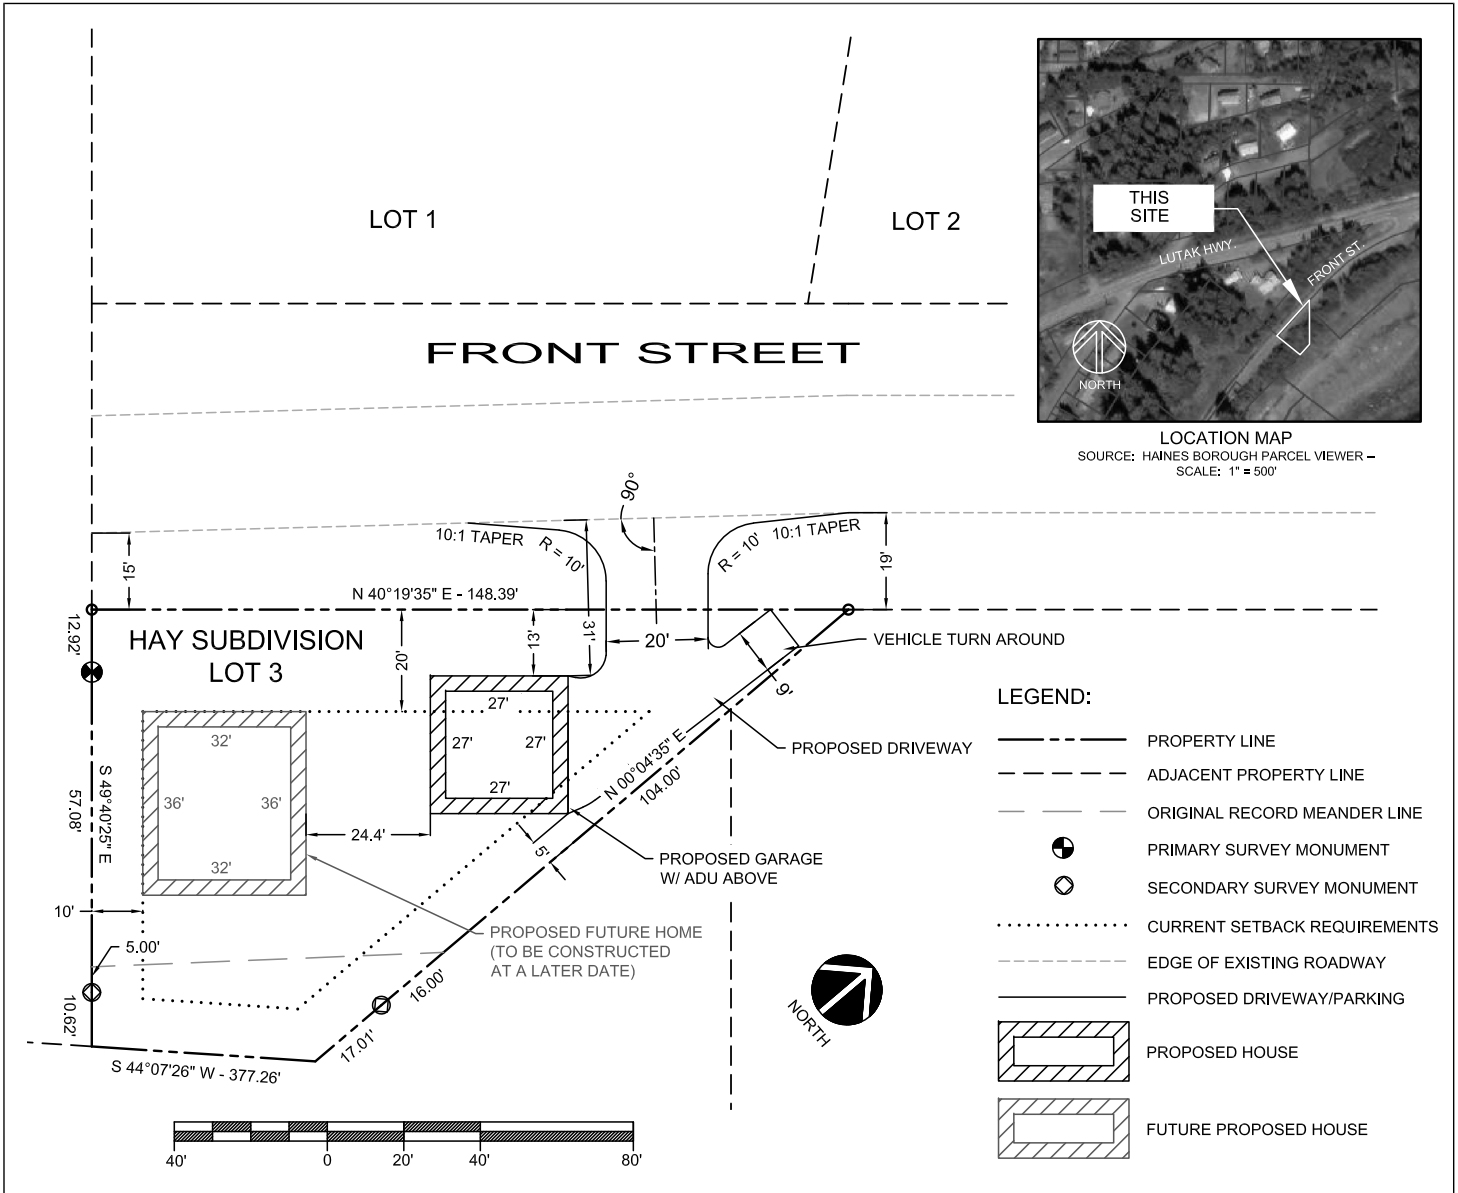 LOT 1
LOT 2
THIS
SITE
LUTAK HWY.
FRONT ST.
NORTH
FRONT STREET
LOCATION MAP
SOURCE: HAINES BOROUGH PARCEL VIEWER –
SCALE: 1" = 500'
90°
10:1 TAPER
R = 10'
R = 10'
10:1 TAPER
15'
19'
N 40°19'35" E - 148.39'
12.92'
HAY SUBDIVISION
LOT 3
20'
13'
31'
20'
VEHICLE TURN AROUND
9'
27'
27'
27'
27'
32'
36'
36'
32'
24.4'
S 49°40'25" E
57.08'
N 00°04'35" E
104.00'
PROPOSED DRIVEWAY
5'
PROPOSED GARAGE
W/ ADU ABOVE
10'
5.00'
PROPOSED FUTURE HOME
(TO BE CONSTRUCTED
AT A LATER DATE)
10.62'
16.00'
17.01'
S 44°07'26" W - 377.26'
NORTH
40'
0
20'
40'
80'
LEGEND:
PROPERTY LINE
ADJACENT PROPERTY LINE
ORIGINAL RECORD MEANDER LINE
PRIMARY SURVEY MONUMENT
SECONDARY SURVEY MONUMENT
CURRENT SETBACK REQUIREMENTS
EDGE OF EXISTING ROADWAY
PROPOSED DRIVEWAY/PARKING
PROPOSED HOUSE
FUTURE PROPOSED HOUSE